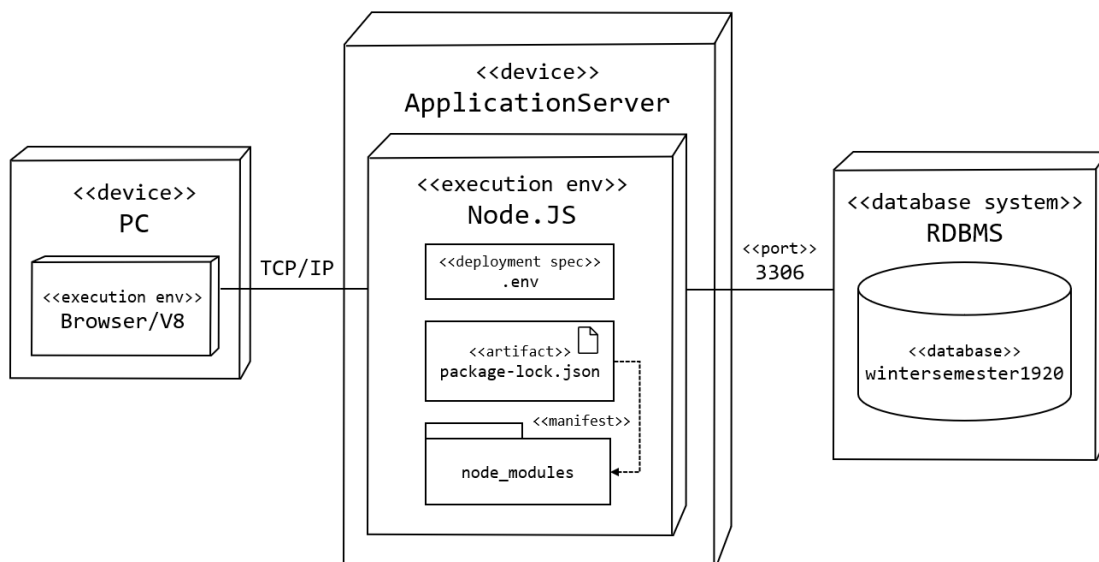 <<device>>
PC
<<execution env>>
Browser/V8
TCP/IP
<<device>>
ApplicationServer
<<execution env>>
Node.JS
<<deployment spec>>
.env
<<artifact>>
package-lock.json
<<manifest>>
node_modules
<<port>>
3306
<<database system>>
RDBMS
<<database>>
wintersemester1920